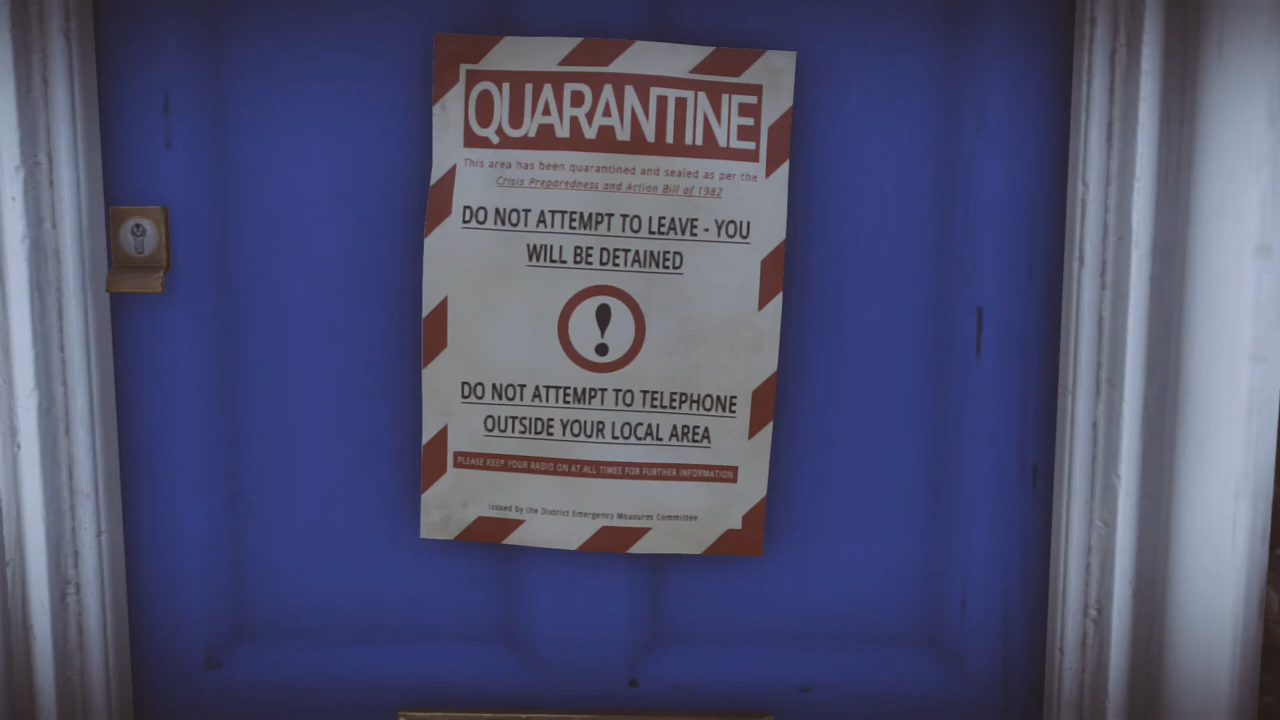 QUARANTINE
This area has been quarantined and sealed as per the
Crisis Preparedness and Action Bill of 1982
DO NOT ATTEMPT TO LEAVE - YOU
WILL BE DETAINED
!
DO NOT ATTEMPT TO TELEPHONE
OUTSIDE YOUR LOCAL AREA
PLEASE KEEP YOUR RADIO ON AT ALL TIMES FOR FURTHER INFORMATION
Issued by the District Emergency Measures Committee